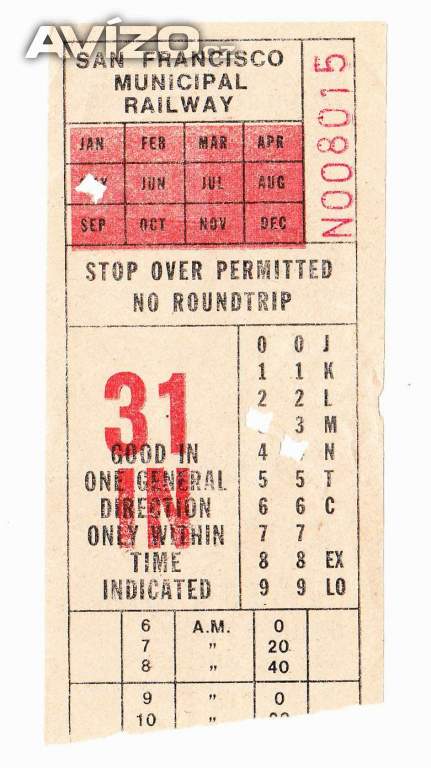 AVÍZO.cz
SAN FRANCISCO
MUNICIPAL
RAILWAY
N008015
JAN FEB MAR APR
JUN JUL AUG
SEP OCT NOV DEC
STOP OVER PERMITTED
NO ROUNDTRIP
31
IN
GOOD IN
ONE GENERAL
DIRECTION
ONLY WITHIN
TIME
INDICATED
0 0 J
1 1 K
2 2 L
3 M
4 N
5 5 T
6 6 C
7 7
8 8 EX
9 9 LO
6 A.M. 0
7 " 20
8 " 40
9 " 0
10 "